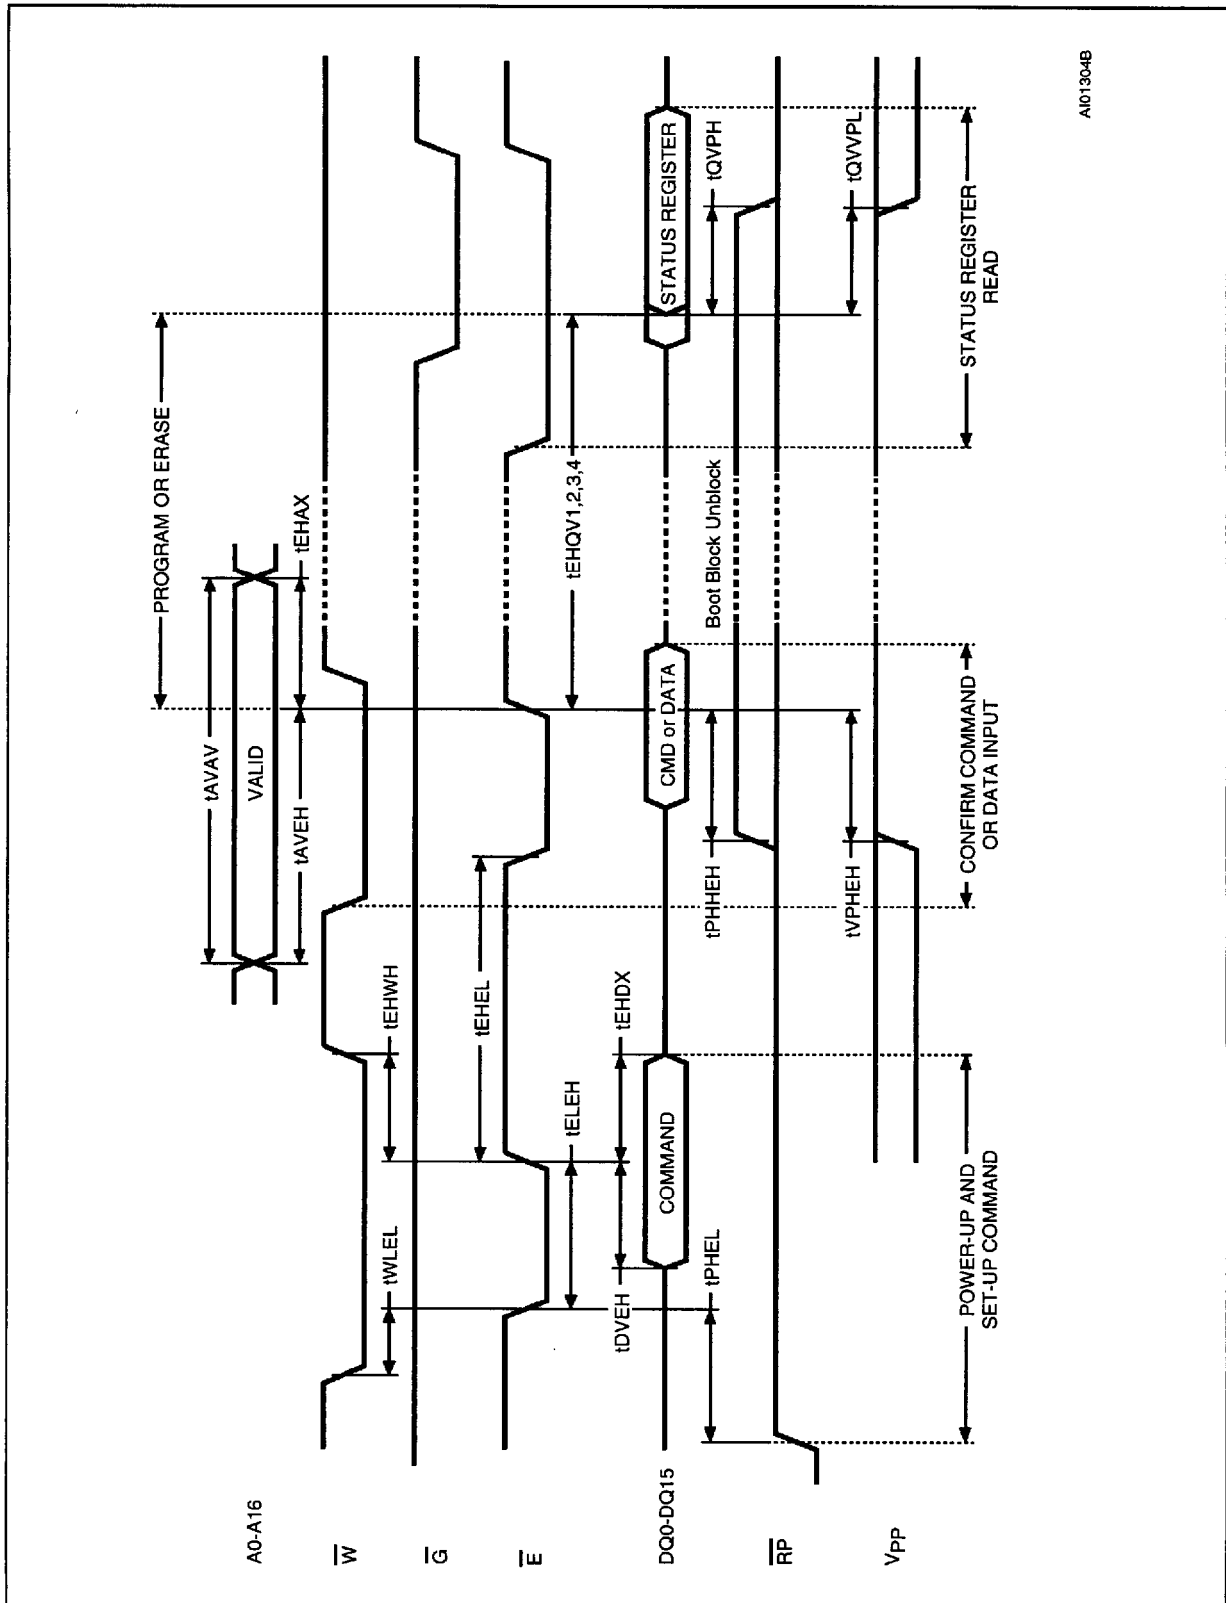 A0-A16
tAVAV
VALID
PROGRAM OR ERASE
tAVEH
tEHAX
W
tWLEL
tEHWH
G
E
tEHEL
tELEH
tEHQV1,2,3,4
tDVEH
tEHDX
DQ0-DQ15
COMMAND
CMD or DATA
STATUS REGISTER
tPHEL
tPHHEH
Boot Block Unblock
tQVPH
RP
tVPHEH
tQVVPL
VPP
POWER-UP AND
SET-UP COMMAND
CONFIRM COMMAND
OR DATA INPUT
STATUS REGISTER
READ
AI01304B